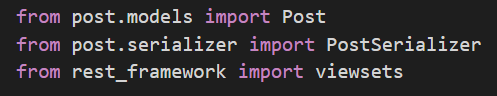 from post.models import Post
from post.serializer import PostSerializer
from rest_framework import viewsets